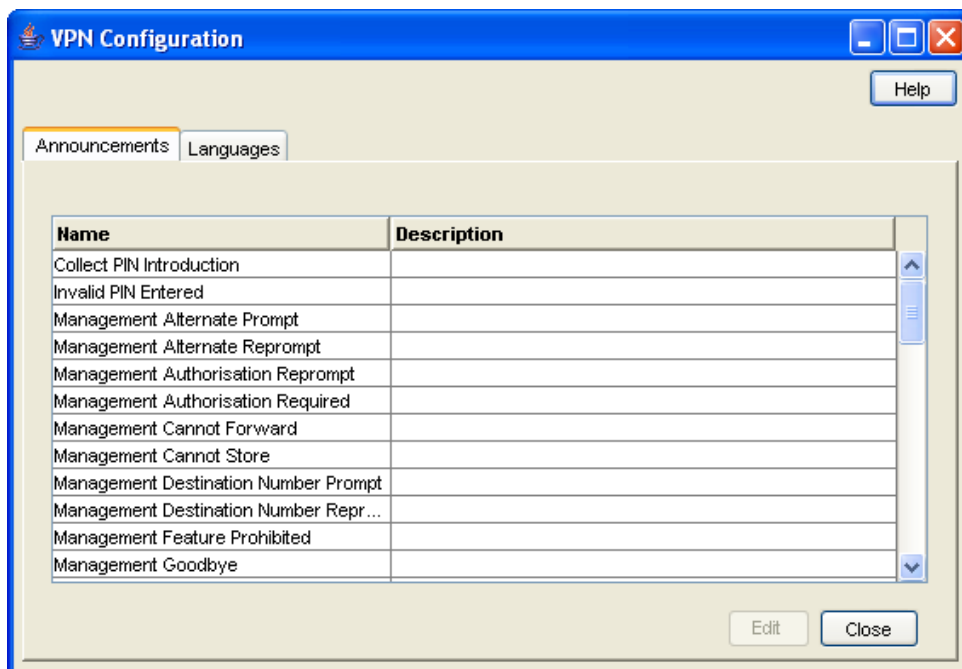 VPN Configuration
Help
Announcements Languages
Name Description
Collect PIN Introduction
Invalid PIN Entered
Management Alternate Prompt
Management Alternate Reprompt
Management Authorisation Reprompt
Management Authorisation Required
Management Cannot Forward
Management Cannot Store
Management Destination Number Prompt
Management Destination Number Repr...
Management Feature Prohibited
Management Goodbye
Edit Close